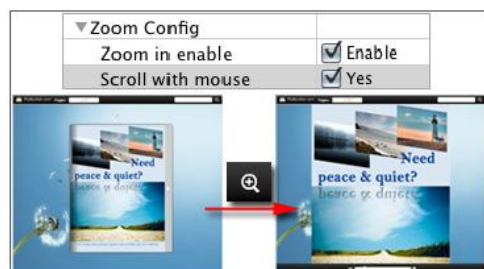 Zoom Config
Zoom in enable
Enable
Scroll with mouse
Yes
Need
peace & quiet?
Need
peace & quiet?